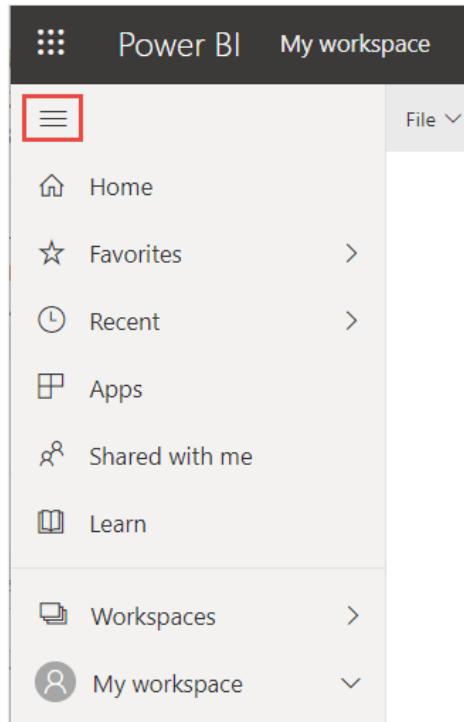 Power BI My workspace
File
Home
Favorites
Recent
Apps
Shared with me
Learn
Workspaces
My workspace